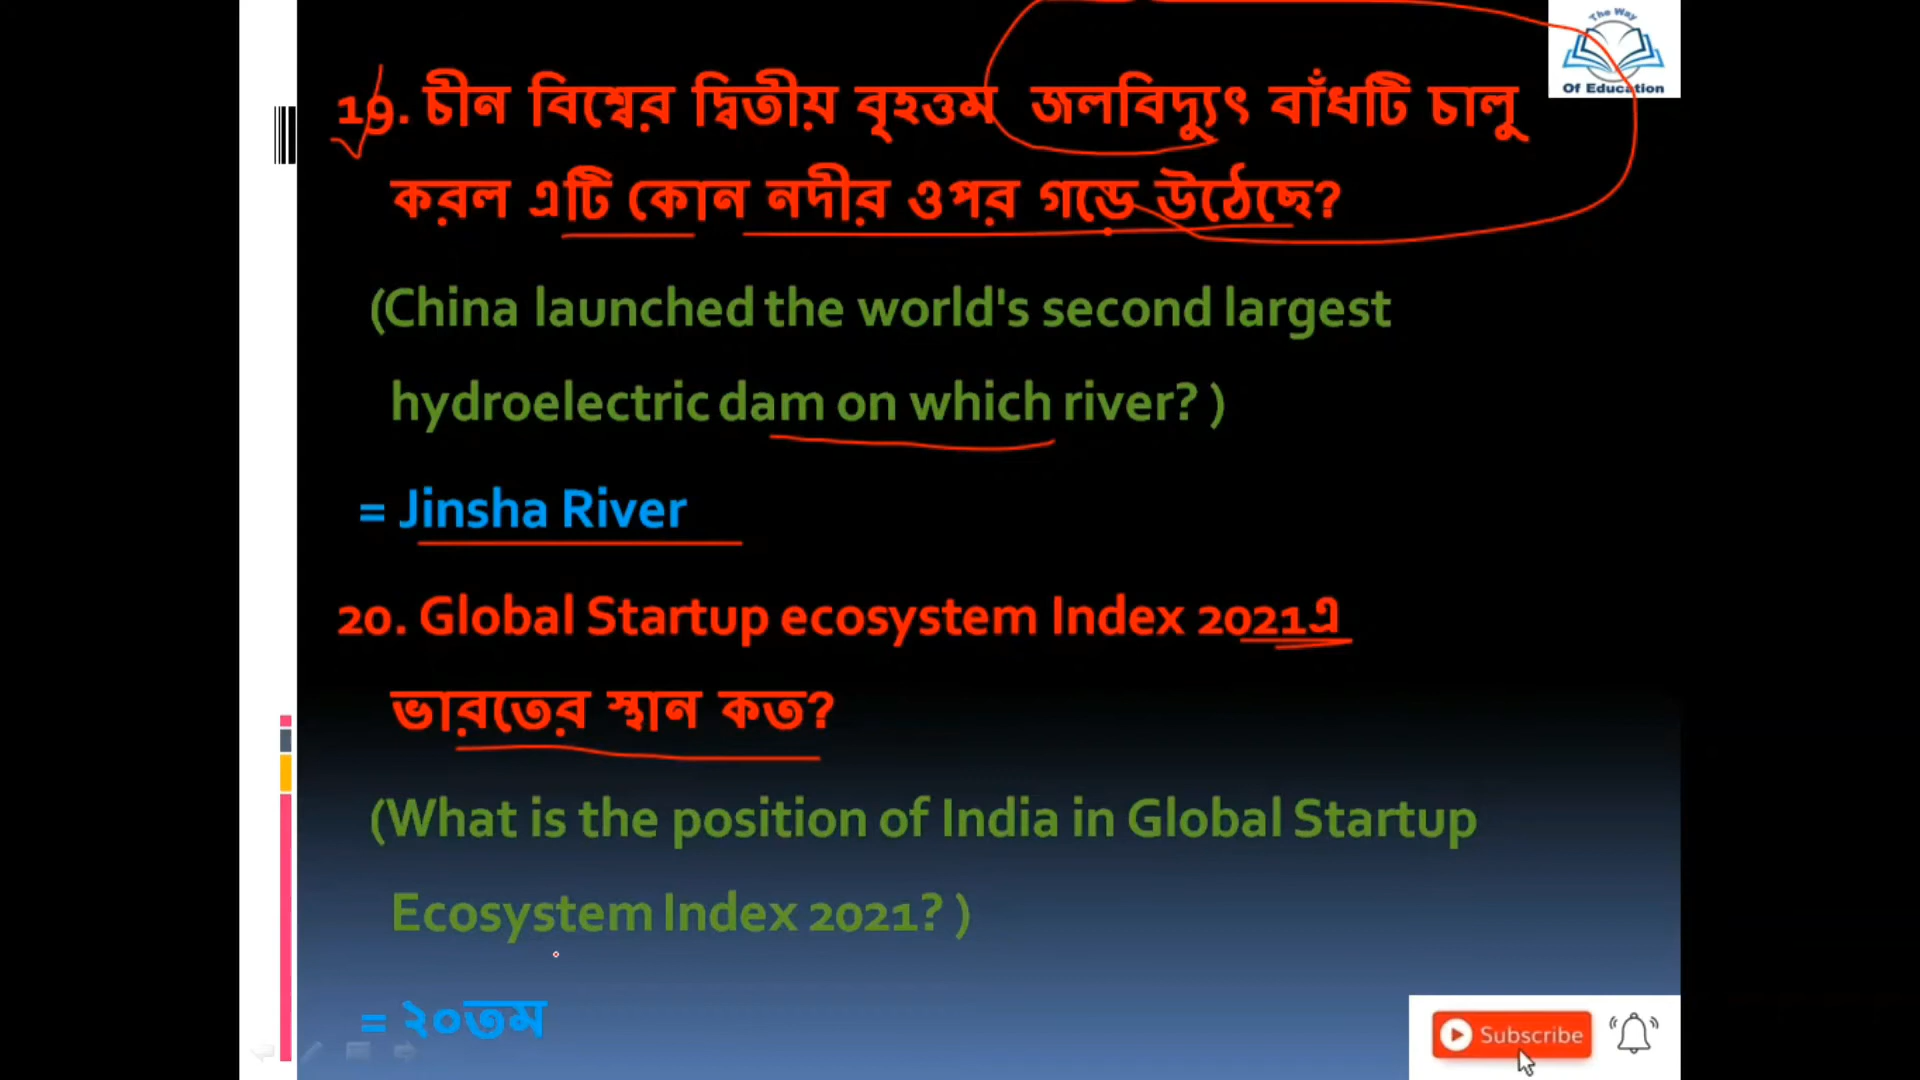 The Way
Of Education
19. চীন বিশ্বের দ্বিতীয় বৃহত্তম জলবিদ্যুৎ বাঁধটি চালু
করল এটি কোন নদীর ওপর গড়ে উঠেছে?
(China launched the world's second largest
hydroelectric dam on which river? )
= Jinsha River
20. Global Startup ecosystem Index 2021এ
ভারতের স্থান কত?
(What is the position of India in Global Startup
Ecosystem Index 2021? )
= ২০তম
Subscribe